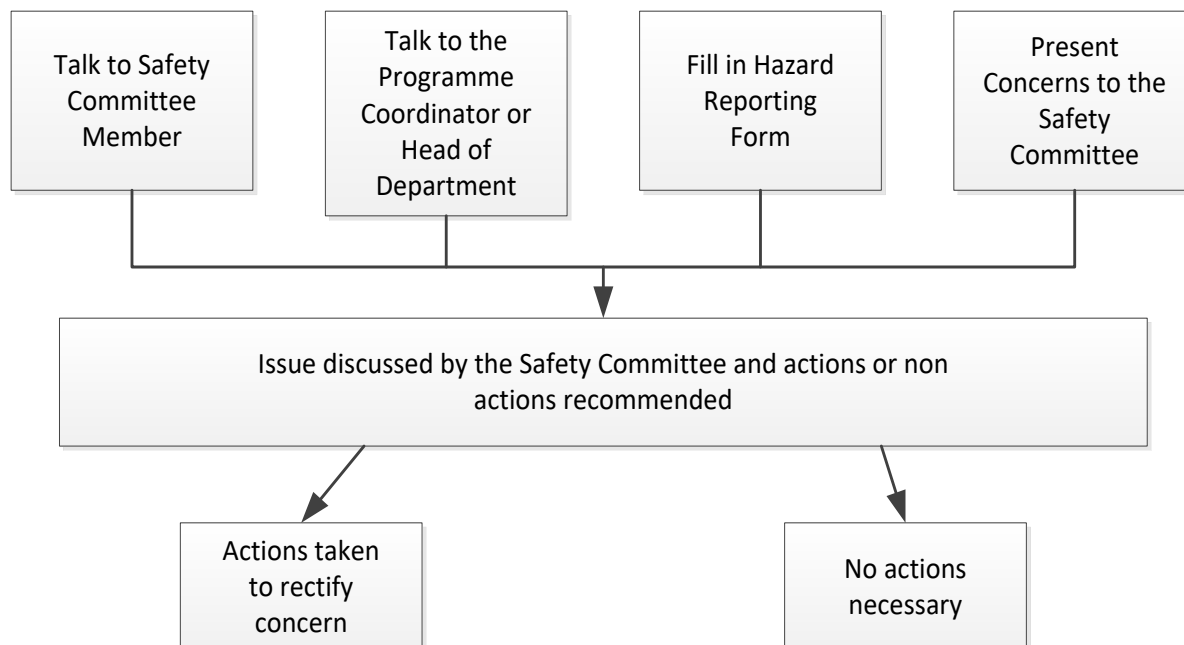 Talk to Safety
Committee
Member
Talk to the
Programme
Coordinator or
Head of
Department
Fill in Hazard
Reporting
Form
Present
Concerns to the
Safety
Committee
Issue discussed by the Safety Committee and actions or non
actions recommended
Actions taken
to rectify
concern
No actions
necessary